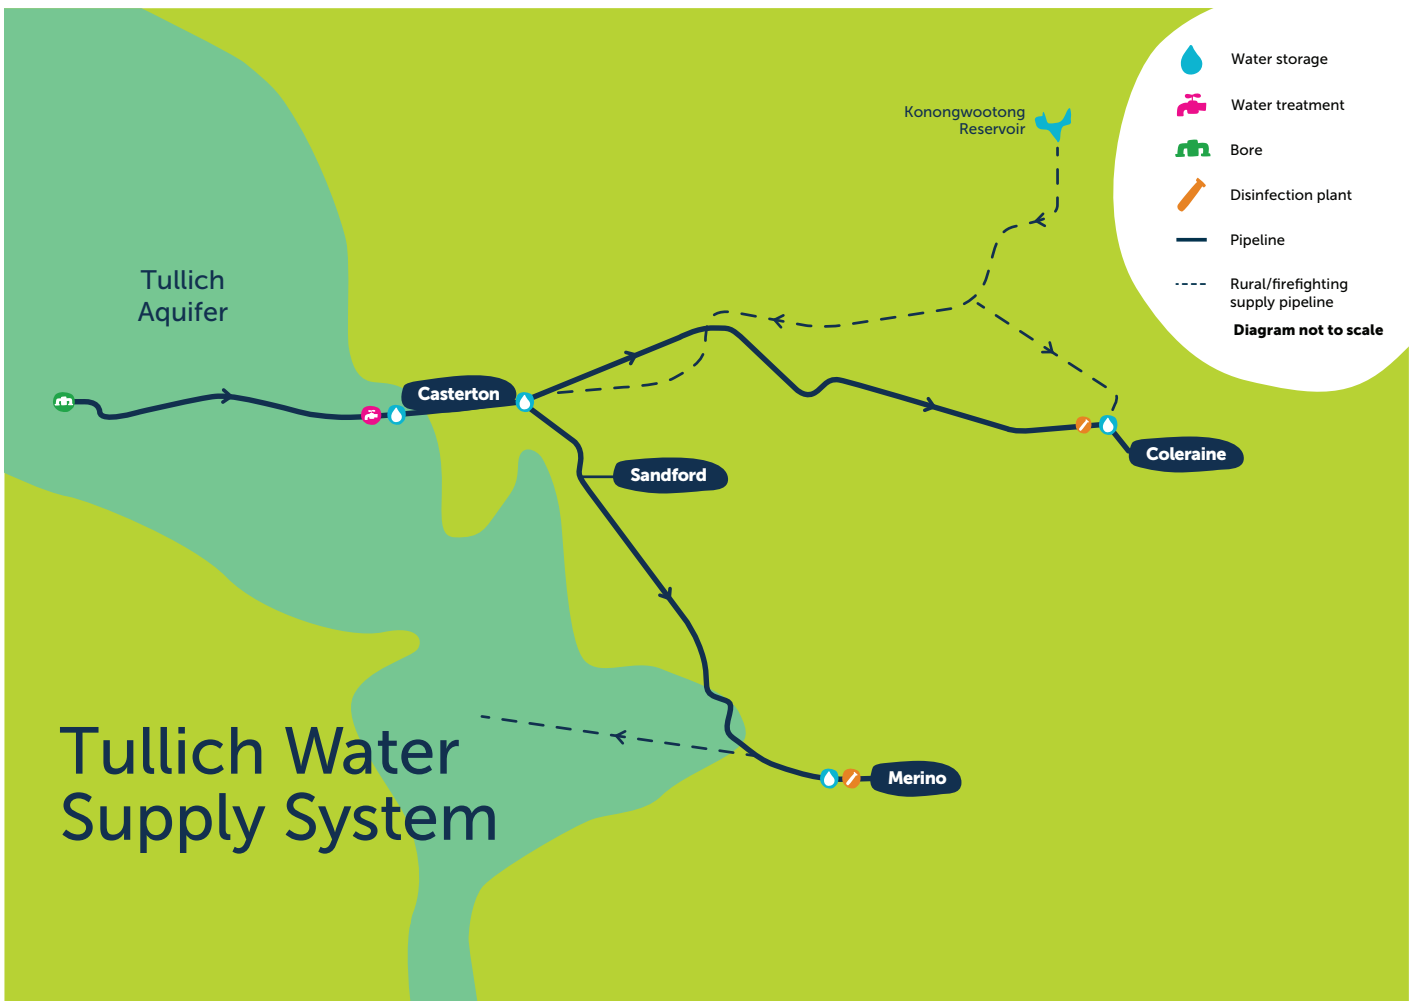 Water storage
Water treatment
Bore
Disinfection plant
Pipeline
Rural/firefighting
supply pipeline
Diagram not to scale
Konongwootong
Reservoir
Tullich
Aquifer
Casterton
Sandford
Coleraine
Merino
Tullich Water
Supply System